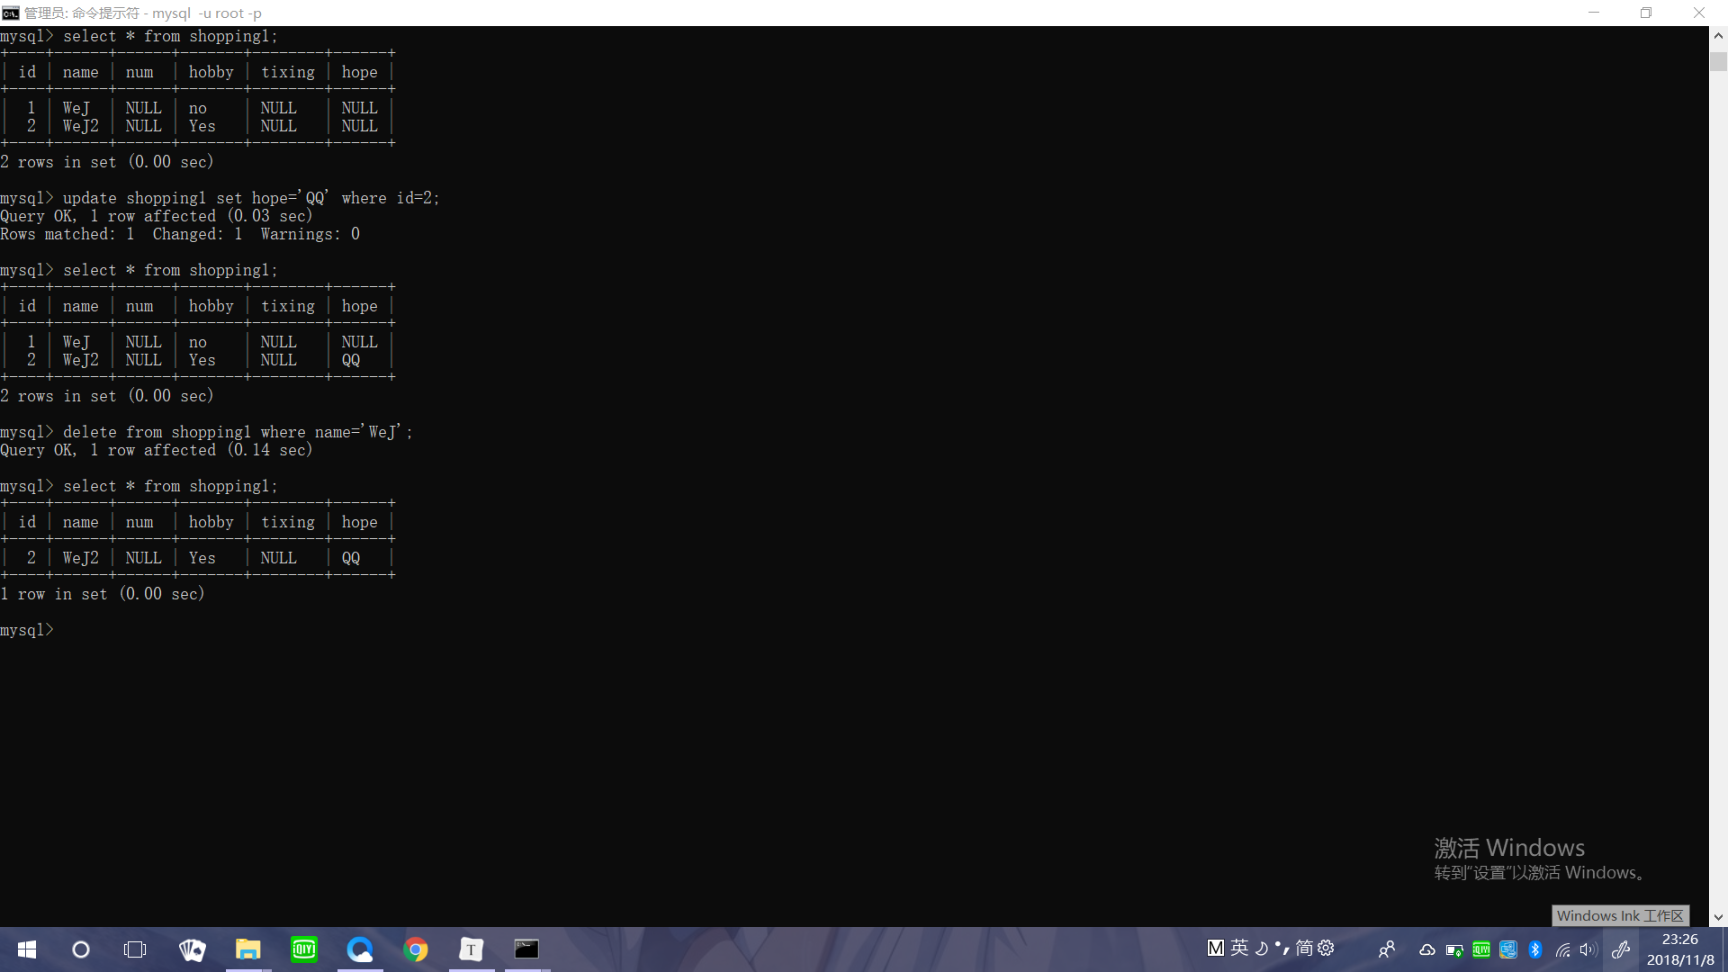 管理员: 命令提示符 - mysql  -u root -p
mysql> select * from shopping1;
+----+------+------+-------+--------+------+
| id | name | num  | hobby | tixing | hope |
+----+------+------+-------+--------+------+
|  1 | WeJ  | NULL | no    | NULL   | NULL |
|  2 | WeJ2 | NULL | Yes   | NULL   | NULL |
+----+------+------+-------+--------+------+
2 rows in set (0.00 sec)
mysql> update shopping1 set hope='QQ' where id=2;
Query OK, 1 row affected (0.03 sec)
Rows matched: 1  Changed: 1  Warnings: 0
mysql> select * from shopping1;
+----+------+------+-------+--------+------+
| id | name | num  | hobby | tixing | hope |
+----+------+------+-------+--------+------+
|  1 | WeJ  | NULL | no    | NULL   | NULL |
|  2 | WeJ2 | NULL | Yes   | NULL   | QQ   |
+----+------+------+-------+--------+------+
2 rows in set (0.00 sec)
mysql> delete from shopping1 where name='WeJ';
Query OK, 1 row affected (0.14 sec)
mysql> select * from shopping1;
+----+------+------+-------+--------+------+
| id | name | num  | hobby | tixing | hope |
+----+------+------+-------+--------+------+
|  2 | WeJ2 | NULL | Yes   | NULL   | QQ   |
+----+------+------+-------+--------+------+
1 row in set (0.00 sec)
mysql>
激活 Windows
转到"设置"以激活 Windows。
Windows Ink 工作区
QIY T M 英 简 23:26
2018/11/8